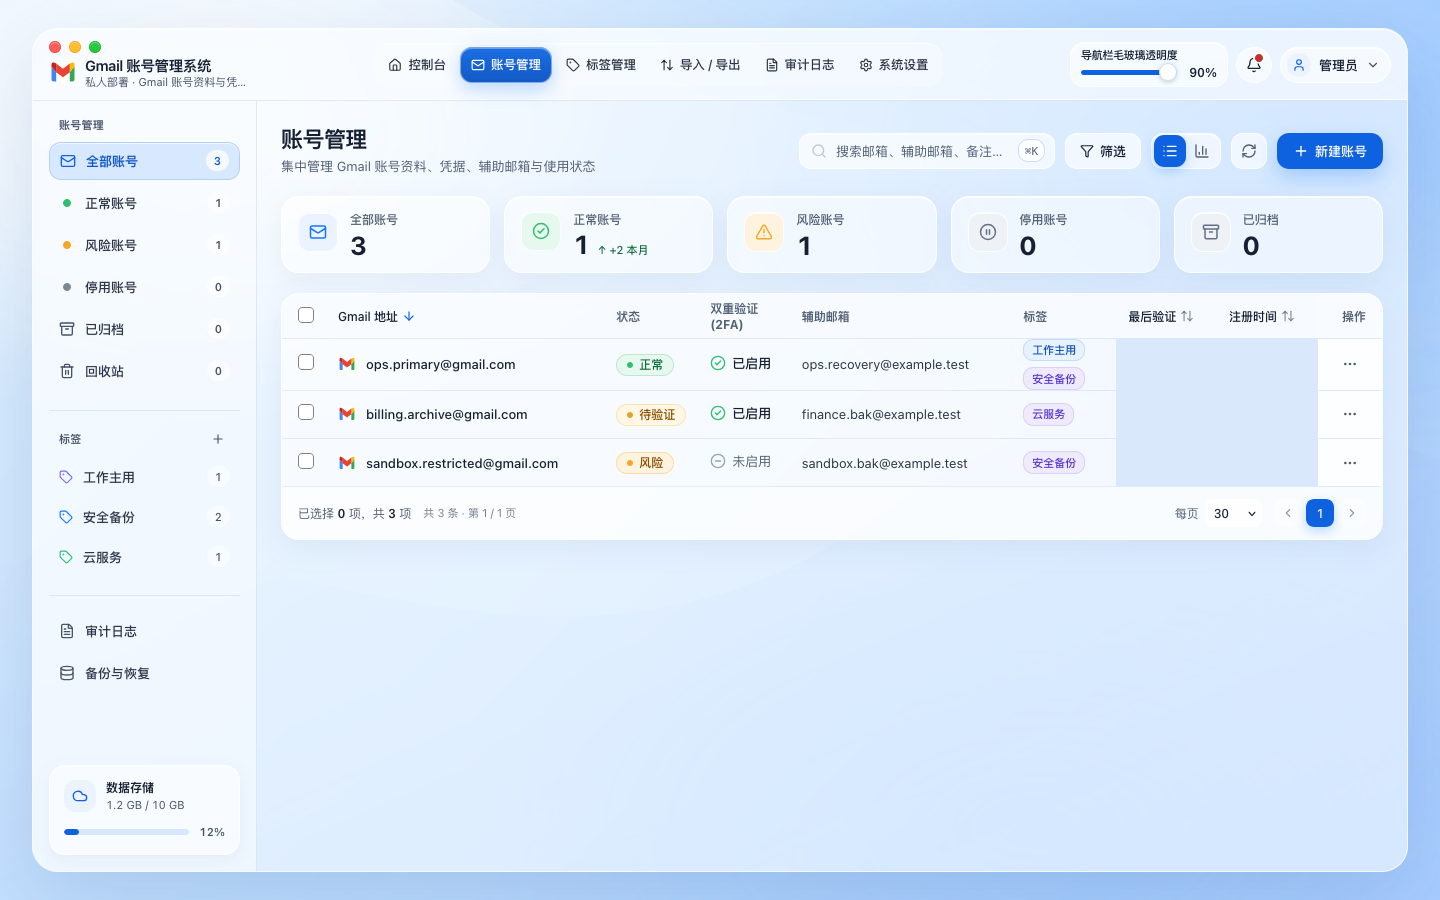 Gmail 账号管理系统
私人部署 · Gmail 账号资料与凭...
控制台
账号管理
标签管理
导入 / 导出
审计日志
系统设置
导航栏毛玻璃透明度
90%
管理员
账号管理
全部账号 3
正常账号 1
风险账号 1
停用账号 0
已归档 0
回收站 0
标签
工作主用 1
安全备份 2
云服务 1
审计日志
备份与恢复
数据存储
1.2 GB / 10 GB
12%
账号管理
集中管理 Gmail 账号资料、凭据、辅助邮箱与使用状态
搜索邮箱、辅助邮箱、备注...
⌘K
筛选
新建账号
全部账号
3
正常账号
1 ↑ +2 本月
风险账号
1
停用账号
0
已归档
0
Gmail 地址 ↓ 状态 双重验证 (2FA) 辅助邮箱 标签 最后验证 ↑↓ 注册时间 ↑↓ 操作
ops.primary@gmail.com 正常 已启用 ops.recovery@example.test 工作主用 安全备份 ...
billing.archive@gmail.com 待验证 已启用 finance.bak@example.test 云服务 ...
sandbox.restricted@gmail.com 风险 未启用 sandbox.bak@example.test 安全备份 ...
已选择 0 项，共 3 项 共 3 条 · 第 1 / 1 页
每页 30
1